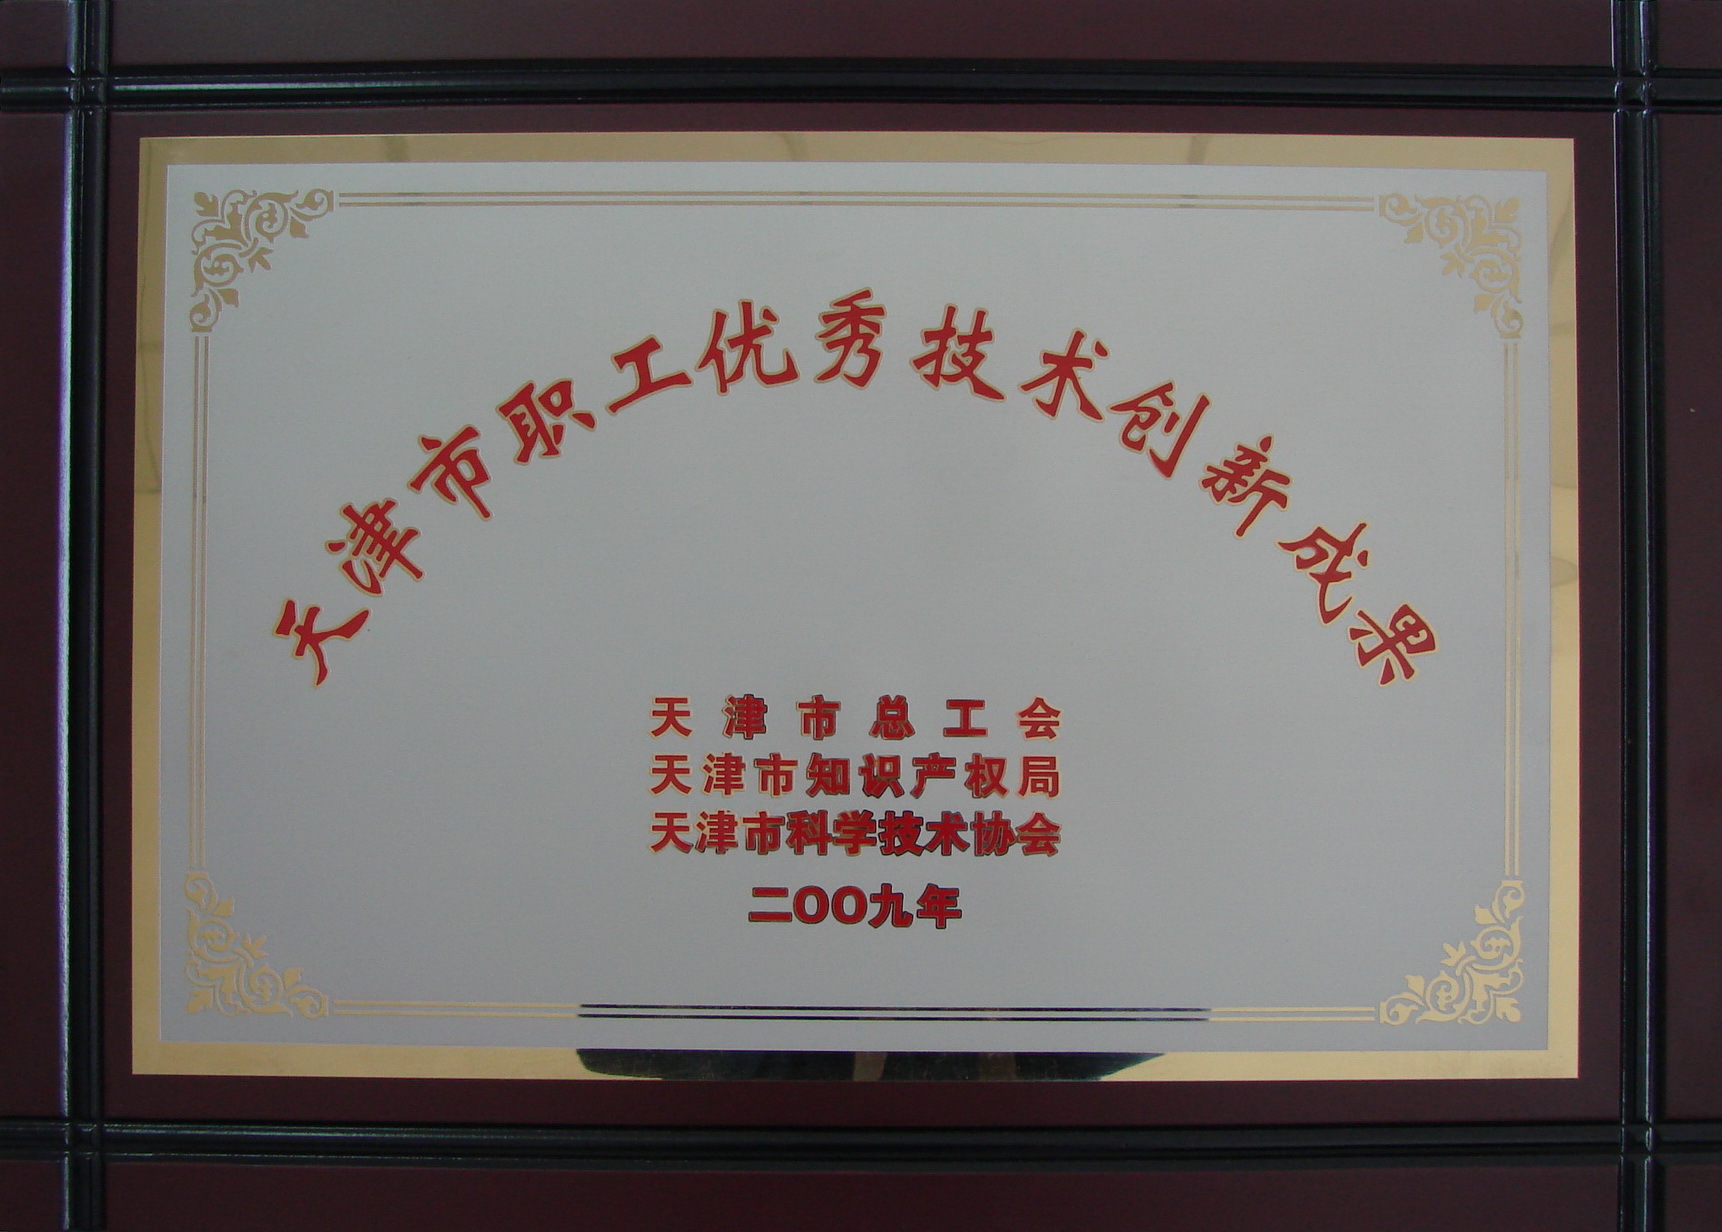 天津市职工优秀技术创新成果
天津市总工会
天津市知识产权局
天津市科学技术协会
二〇〇九年